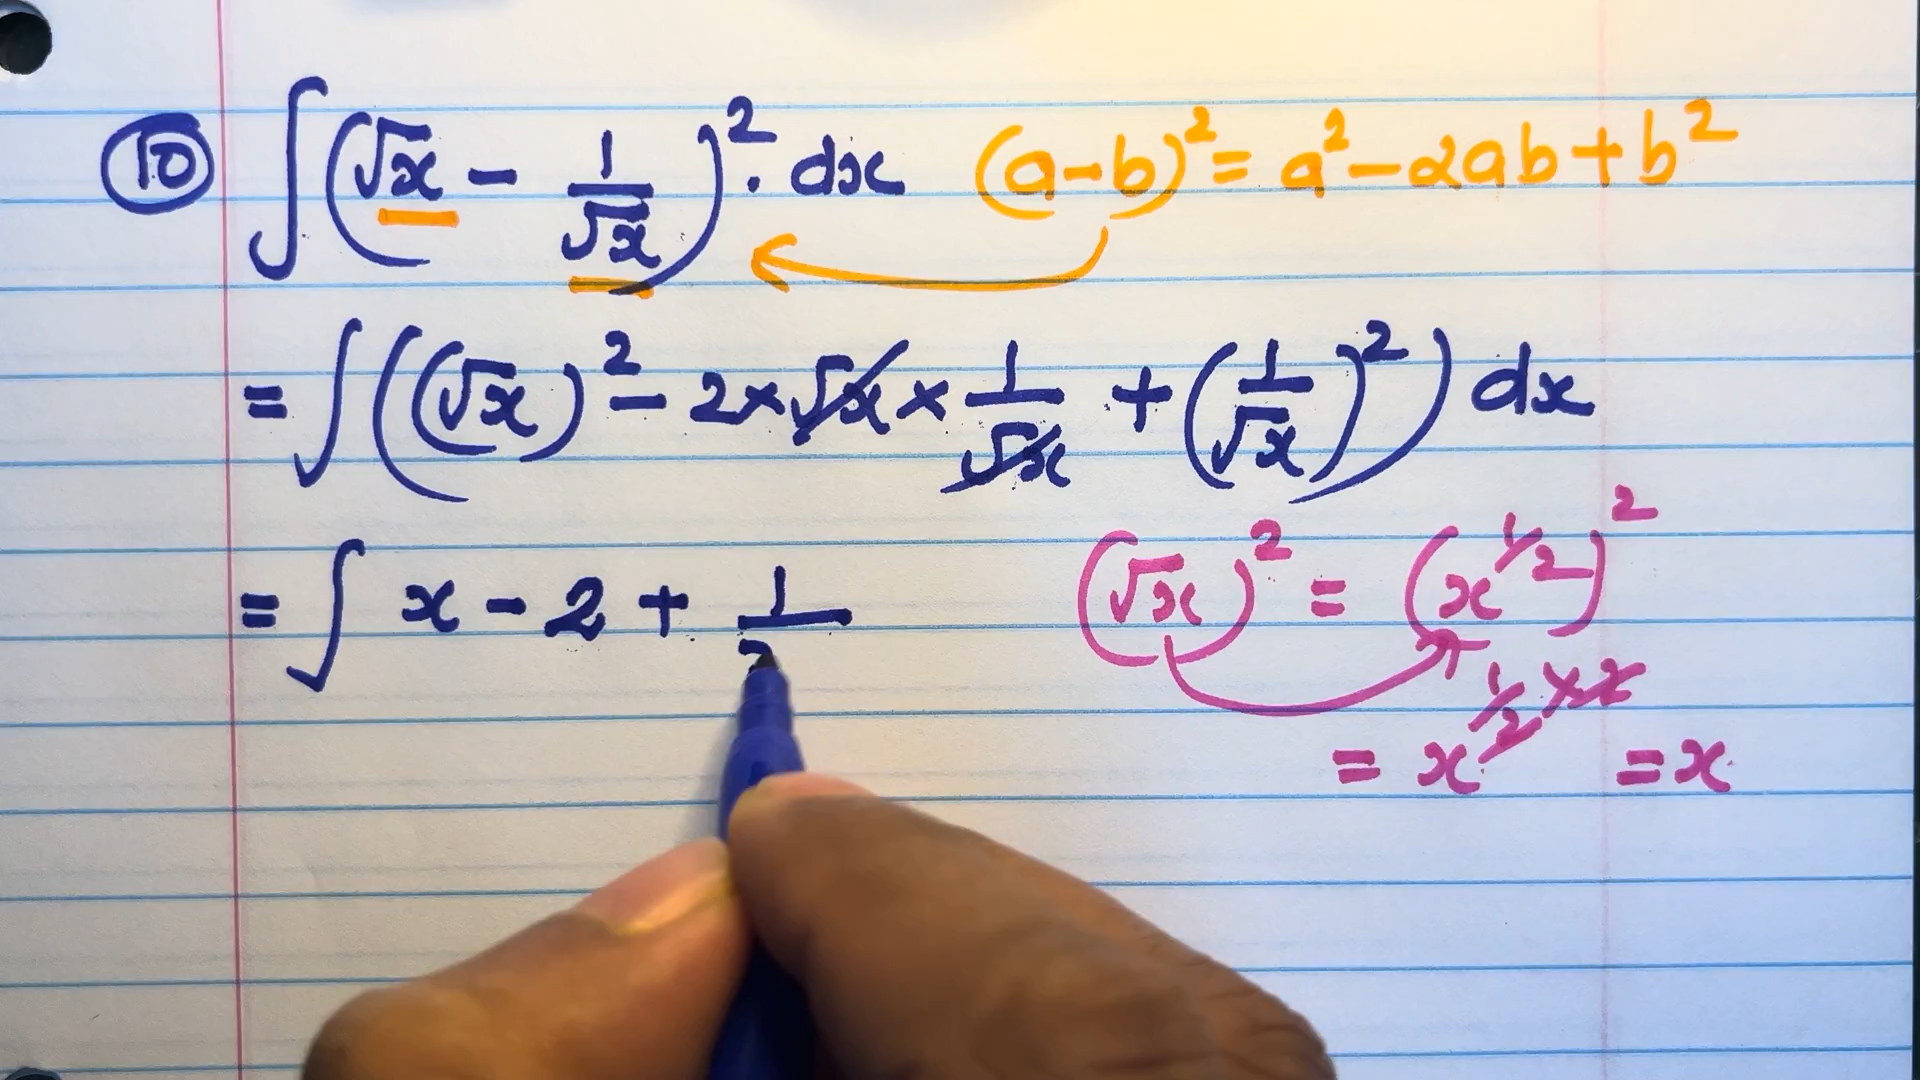 ⑩ ∫(√x − 1/√x)² · dx (a−b)² = a² − 2ab + b²
= ∫((√x)² − 2 × √x × 1/√x + (1/√x)²) dx
= ∫ x − 2 + 1/
(√x)² = (x^1/2)²
= x^1/2 × 2 = x